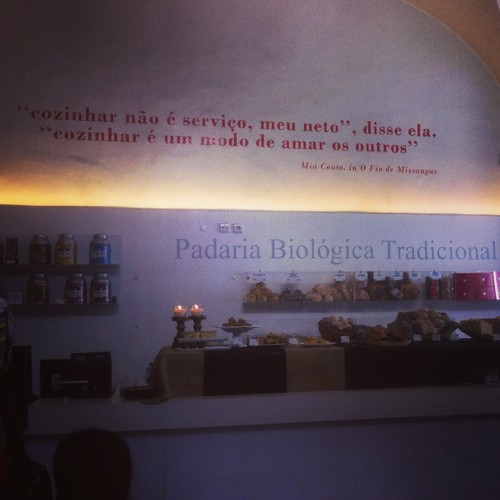 “cozinhar não é serviço, meu neto”, disse ela.
“cozinhar é um modo de amar os outros”
Mia Couto, in O Fio de Missangas
Padaria Biológica Tradicional